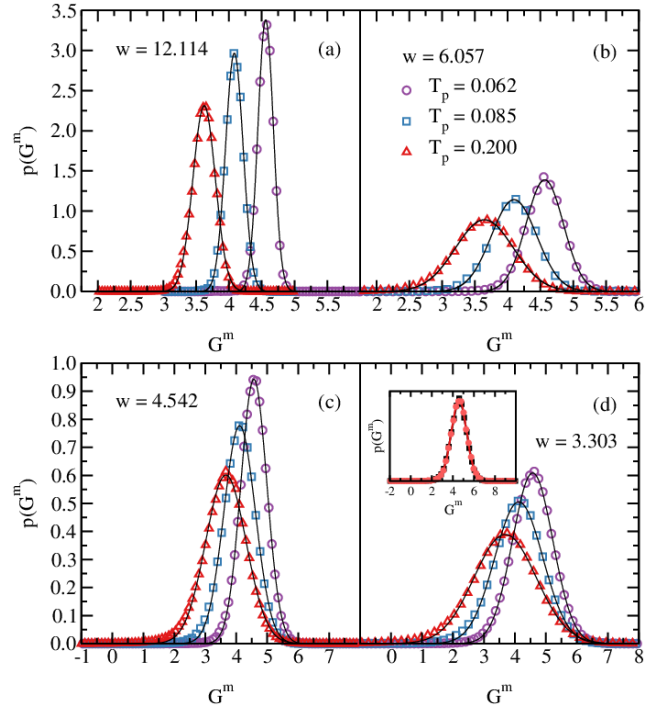 3.5
3.0
2.5
2.0
1.5
1.0
0.5
0.0
p(G^m)
w = 12.114
(a)
2 2.5 3 3.5 4 4.5 5 5.5
G^m
w = 6.057
(b)
T_p = 0.062
T_p = 0.085
T_p = 0.200
2 2.5 3 3.5 4 4.5 5 5.5 6
G^m
1.0
0.9
0.8
0.7
0.6
0.5
0.4
0.3
0.2
0.1
0.0
p(G^m)
w = 4.542
(c)
-1 0 1 2 3 4 5 6 7
G^m
(d)
w = 3.303
p(G^m)
-2 0 2 4 6 8
G^m
0 1 2 3 4 5 6 7 8
G^m